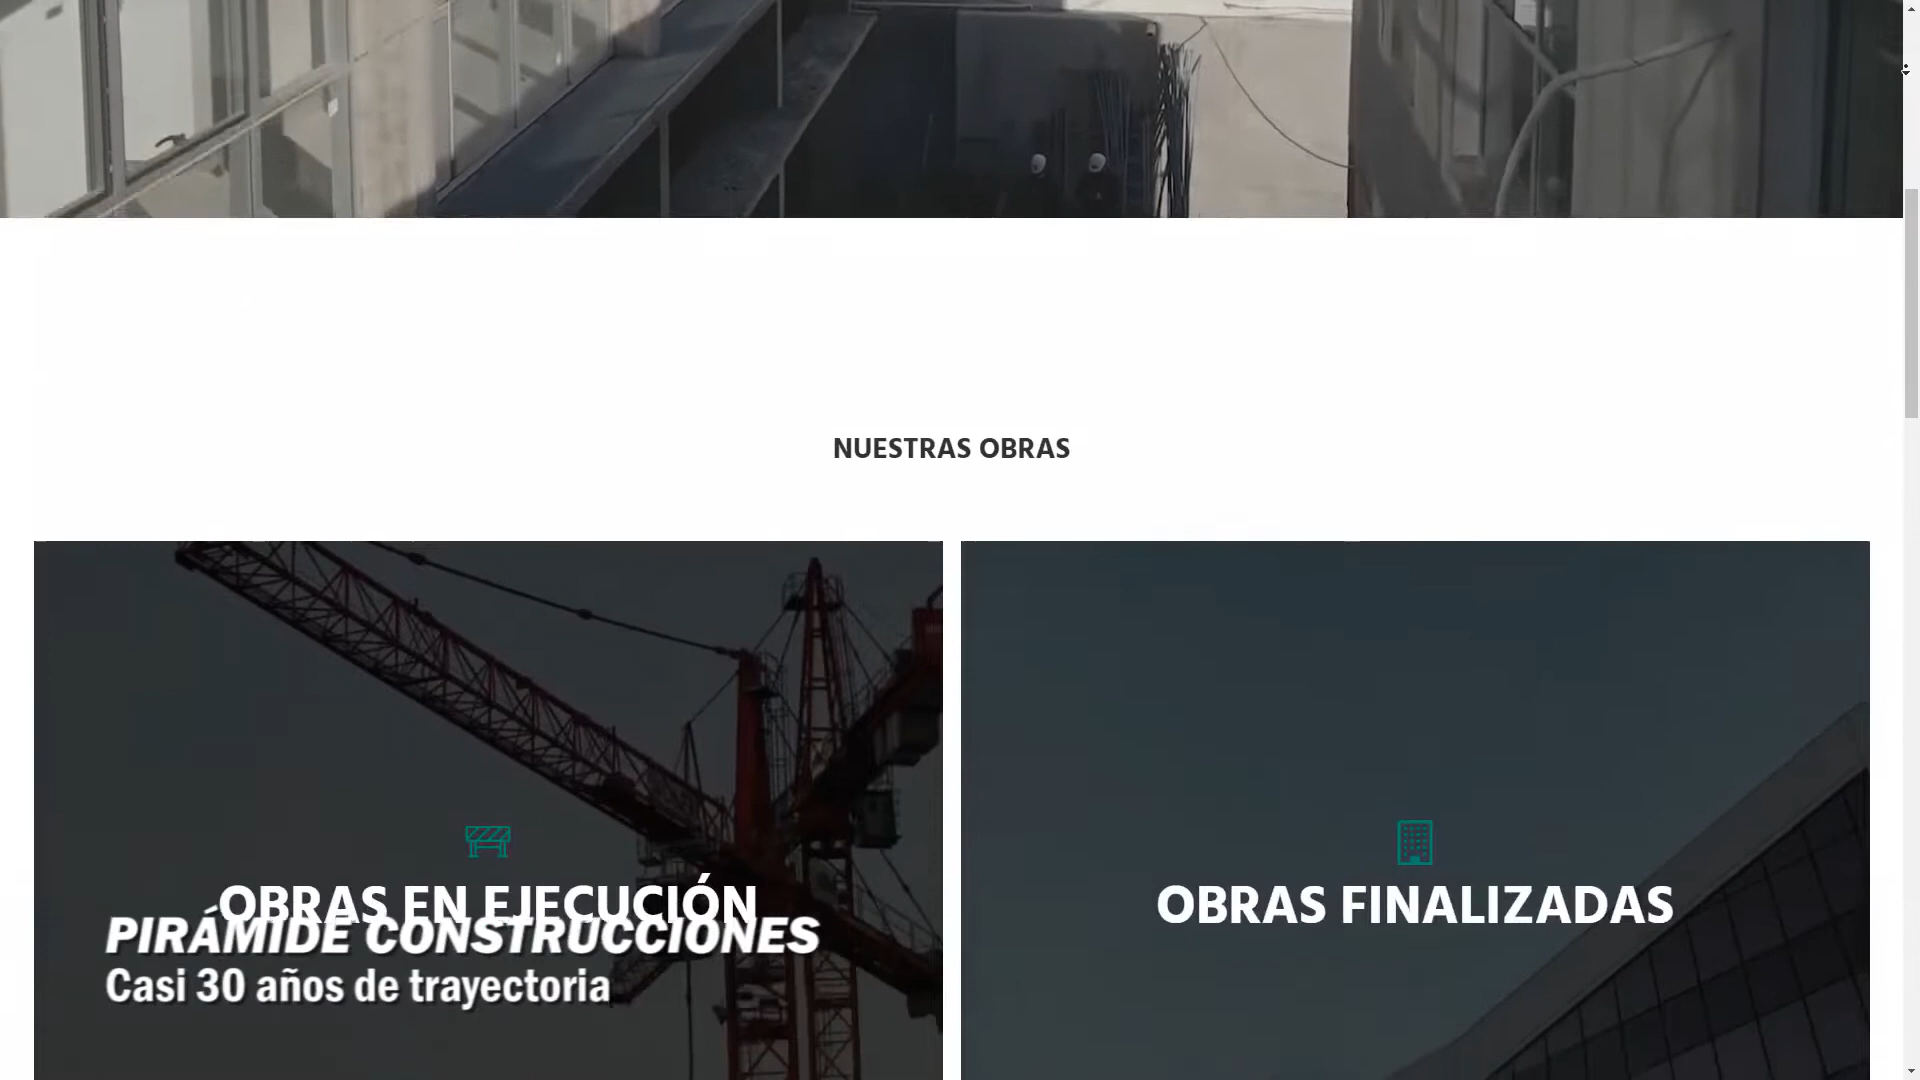 NUESTRAS OBRAS
OBRAS EN EJECUCIÓN
PIRÁMIDE CONSTRUCCIONES
Casi 30 años de trayectoria
OBRAS FINALIZADAS